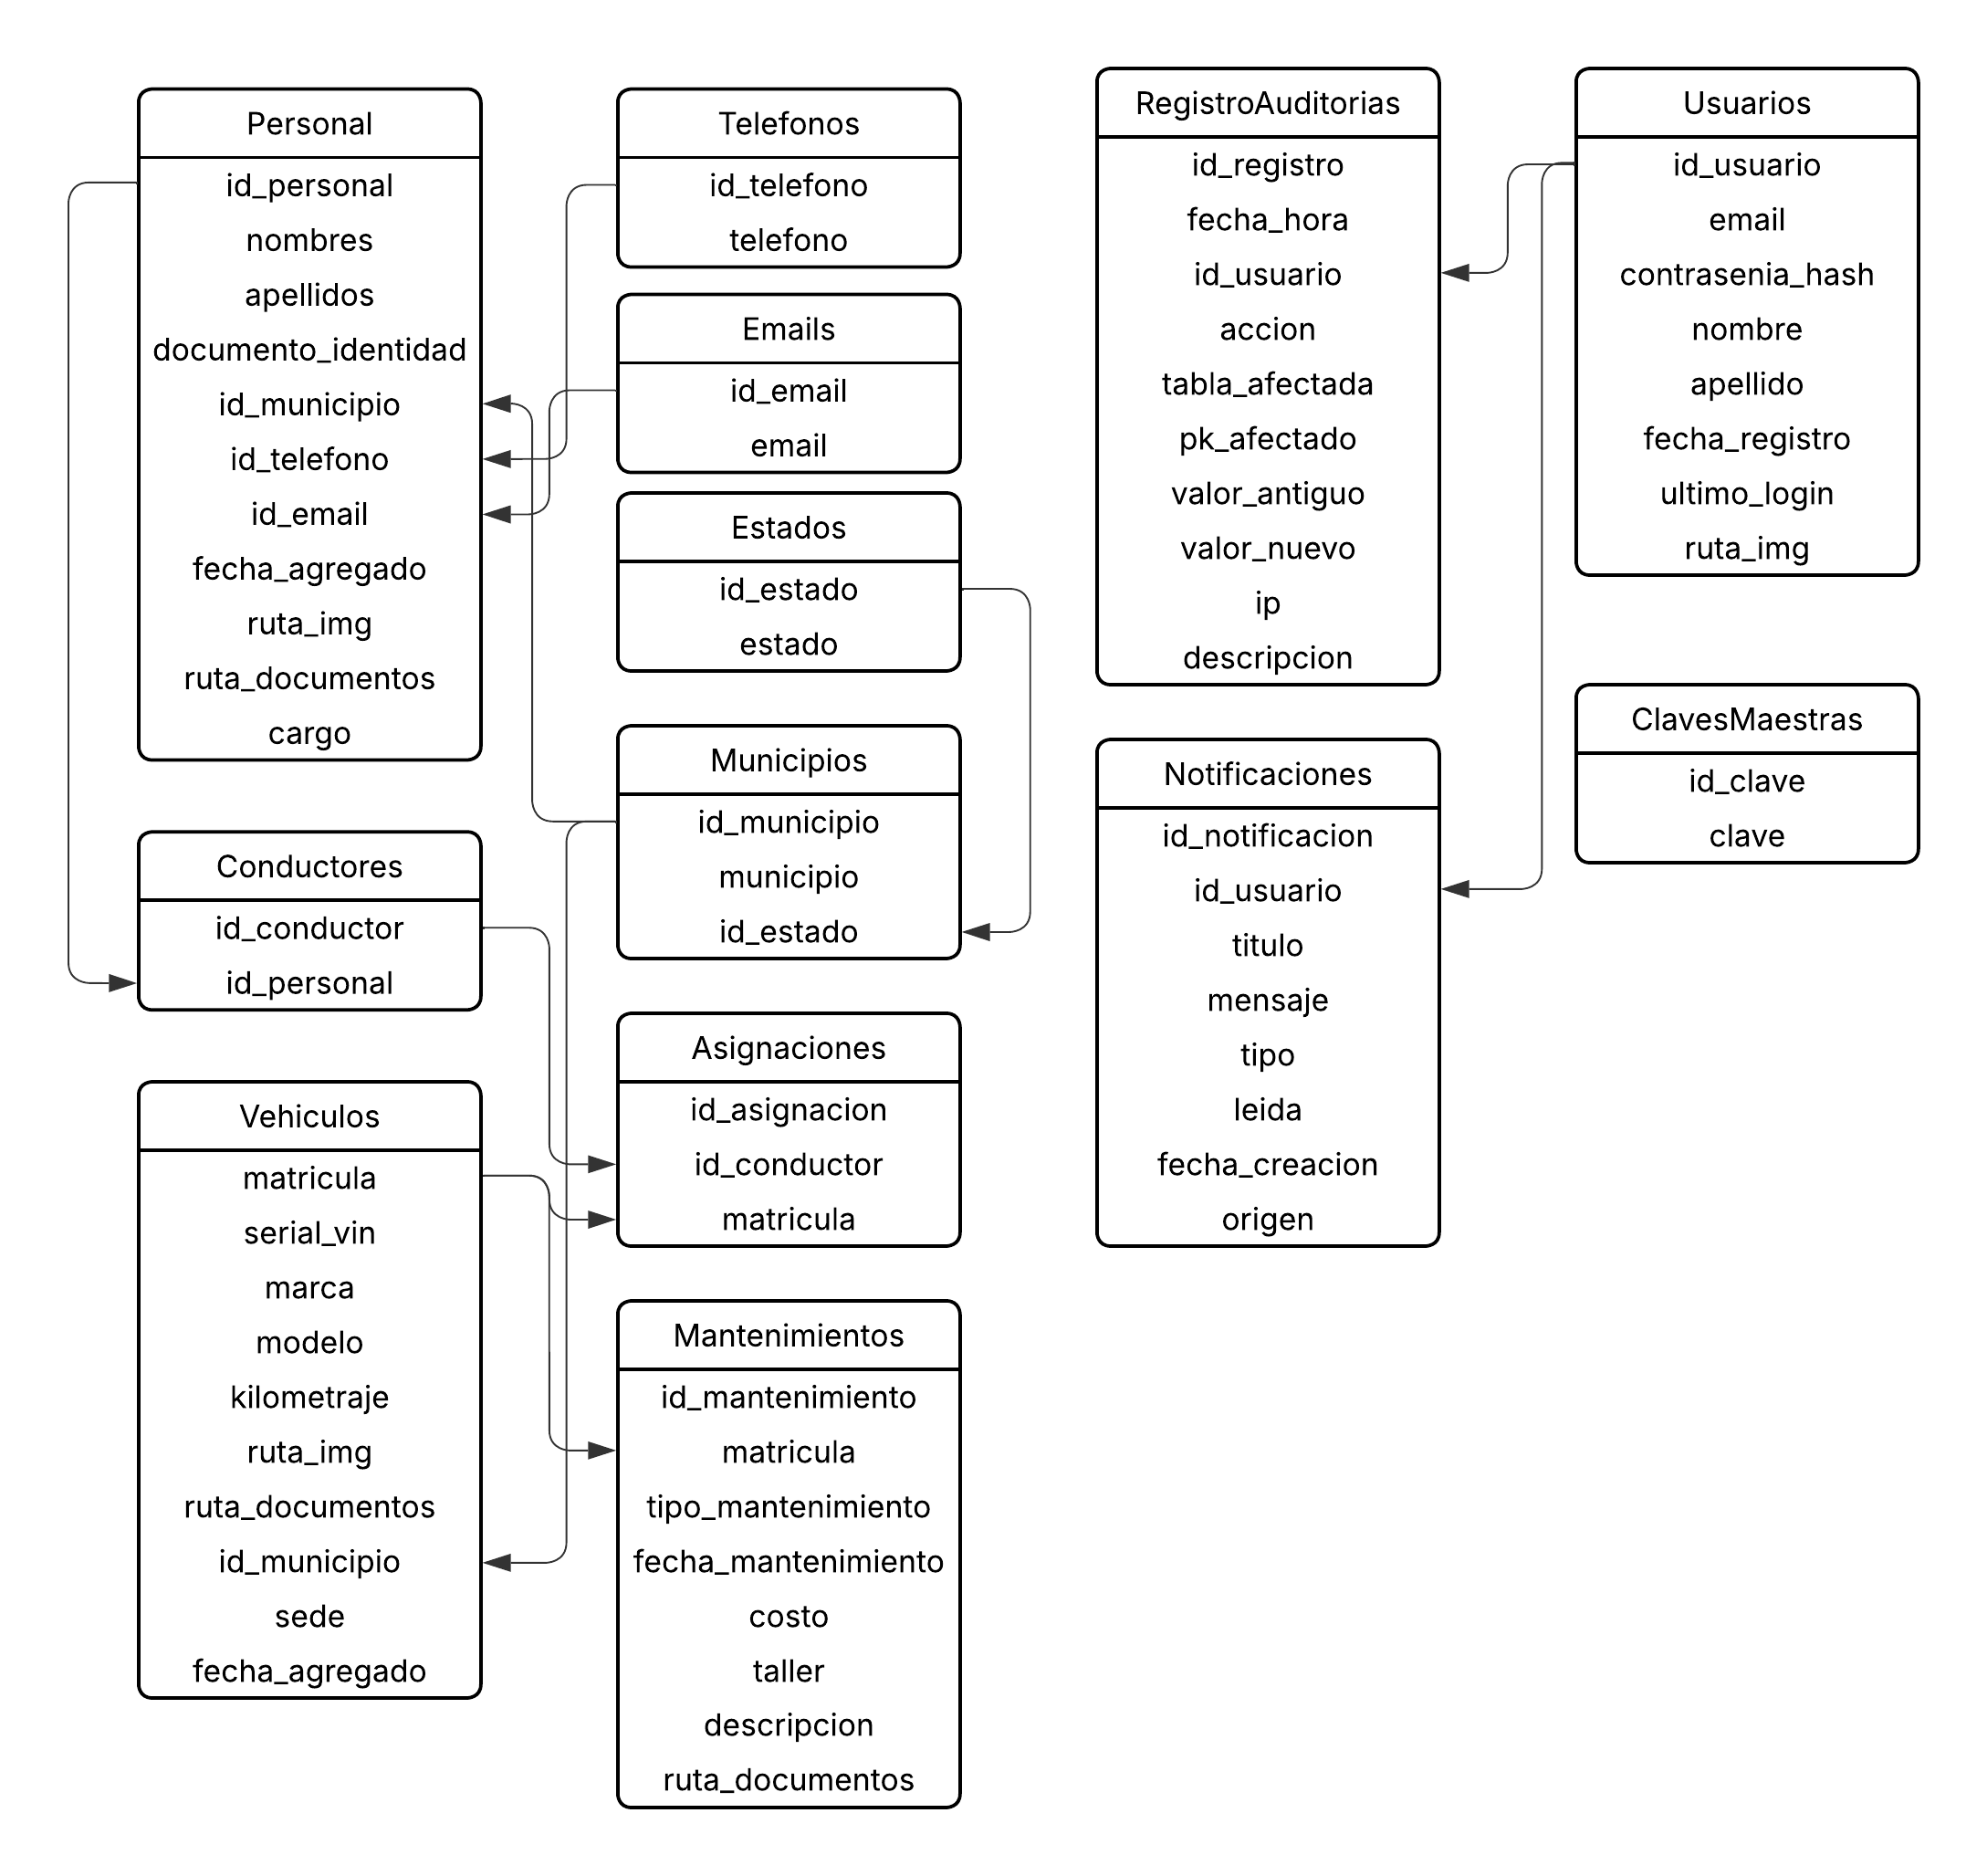 Personal
id_personal
nombres
apellidos
documento_identidad
id_municipio
id_telefono
id_email
fecha_agregado
ruta_img
ruta_documentos
cargo
Conductores
id_conductor
id_personal
Vehiculos
matricula
serial_vin
marca
modelo
kilometraje
ruta_img
ruta_documentos
id_municipio
sede
fecha_agregado
Telefonos
id_telefono
telefono
Emails
id_email
email
Estados
id_estado
estado
Municipios
id_municipio
municipio
id_estado
Asignaciones
id_asignacion
id_conductor
matricula
Mantenimientos
id_mantenimiento
matricula
tipo_mantenimiento
fecha_mantenimiento
costo
taller
descripcion
ruta_documentos
RegistroAuditorias
id_registro
fecha_hora
id_usuario
accion
tabla_afectada
pk_afectado
valor_antiguo
valor_nuevo
ip
descripcion
Notificaciones
id_notificacion
id_usuario
titulo
mensaje
tipo
leida
fecha_creacion
origen
Usuarios
id_usuario
email
contrasenia_hash
nombre
apellido
fecha_registro
ultimo_login
ruta_img
ClavesMaestras
id_clave
clave